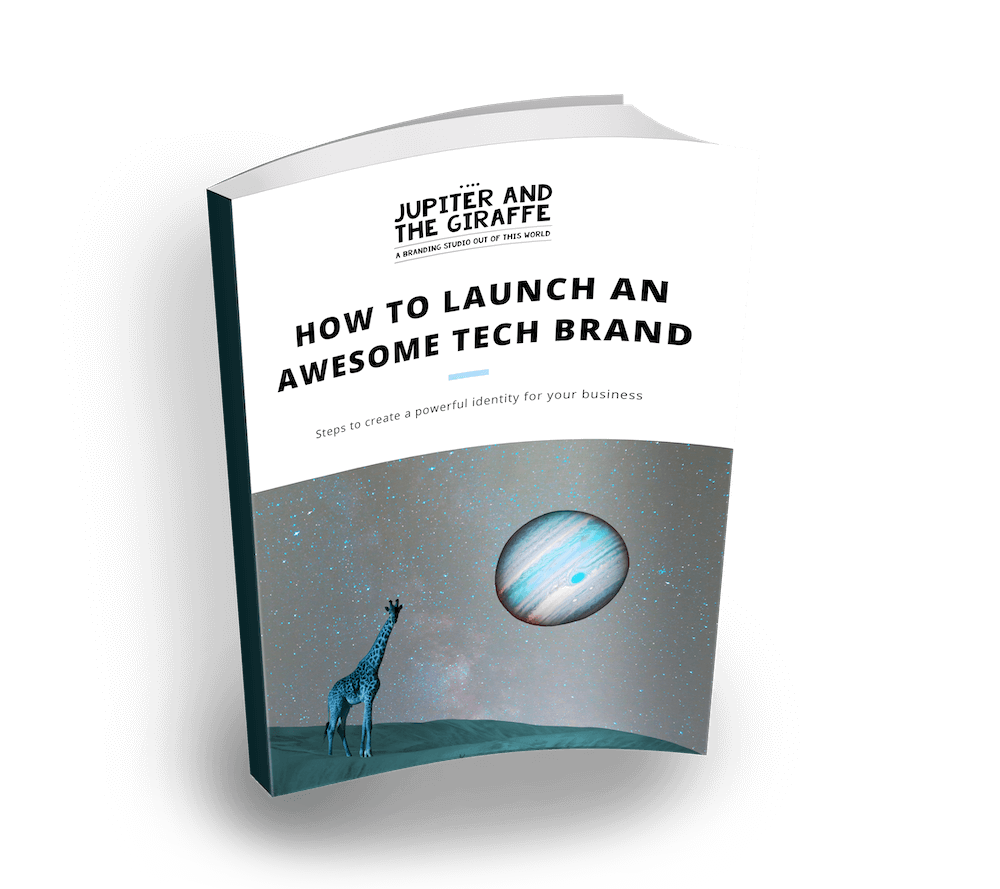 JUPITER AND
THE GIRAFFE
A BRANDING STUDIO OUT OF THIS WORLD
HOW TO LAUNCH AN
AWESOME TECH BRAND
Steps to create a powerful identity for your business